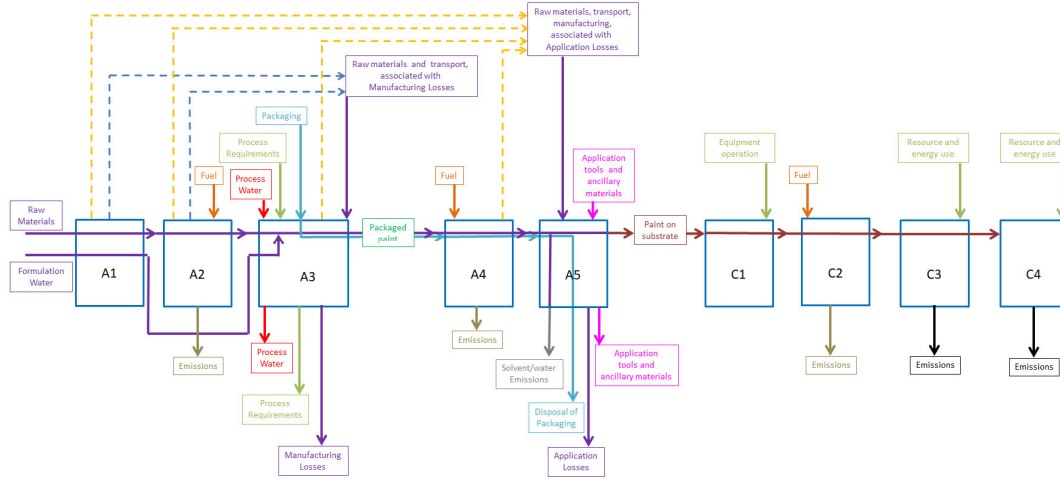 Raw materials, transport,
manufacturing,
associated with
Application Losses
Raw materials and transport,
associated with
Manufacturing Losses
Packaging
Process
Requirements
Fuel
Process
Water
Fuel
Application
tools and
ancillary
materials
Equipment
operation
Fuel
Resource and
energy use
Resource and
energy use
Raw
Materials
Formulation
Water
A1
A2
A3
Packaged
paint
A4
A5
Paint on
substrate
C1
C2
C3
C4
Emissions
Process
Water
Process
Requirements
Manufacturing
Losses
Emissions
Solvent/water
Emissions
Application
tools and
ancillary materials
Disposal of
Packaging
Application
Losses
Emissions
Emissions
Emissions